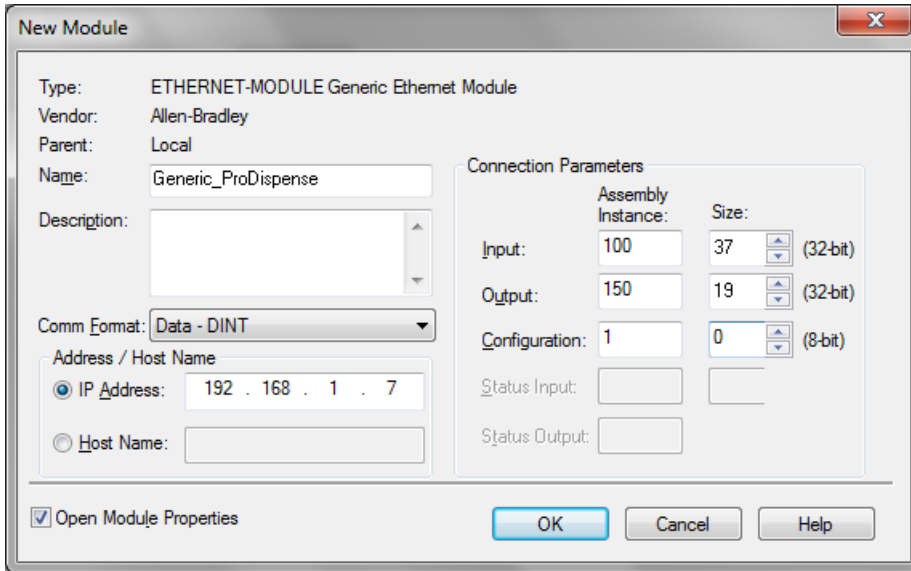 New Module
Type: ETHERNET-MODULE Generic Ethernet Module
Vendor: Allen-Bradley
Parent: Local
Name: Generic_ProDispense
Description:
Comm Format: Data - DINT
Address / Host Name
IP Address: 192 . 168 . 1 . 7
Host Name:
Connection Parameters
Assembly Instance: Size:
Input: 100 37 (32-bit)
Output: 150 19 (32-bit)
Configuration: 1 0 (8-bit)
Status Input:
Status Output:
Open Module Properties
OK Cancel Help